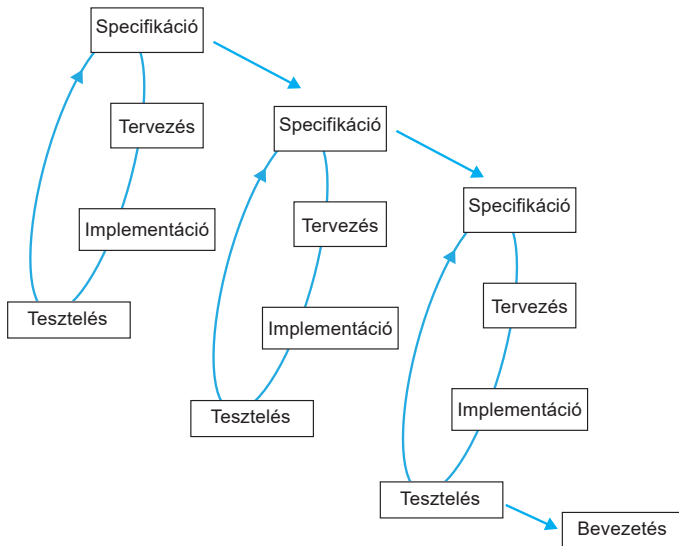 Specifikáció
Tervezés
Implementáció
Tesztelés
Specifikáció
Tervezés
Implementáció
Tesztelés
Specifikáció
Tervezés
Implementáció
Tesztelés
Bevezetés